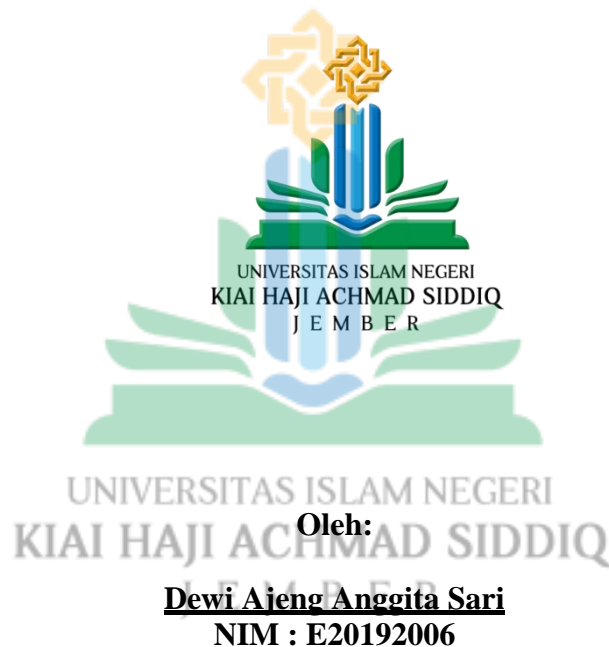 UNIVERSITAS ISLAM NEGERI
KIAI HAJI ACHMAD SIDDIQ
J E M B E R
UNIVERSITAS ISLAM NEGERI
Oleh:
KIAI HAJI ACHMAD SIDDIQ
J E M B E R
Dewi Ajeng Anggita Sari
NIM : E20192006